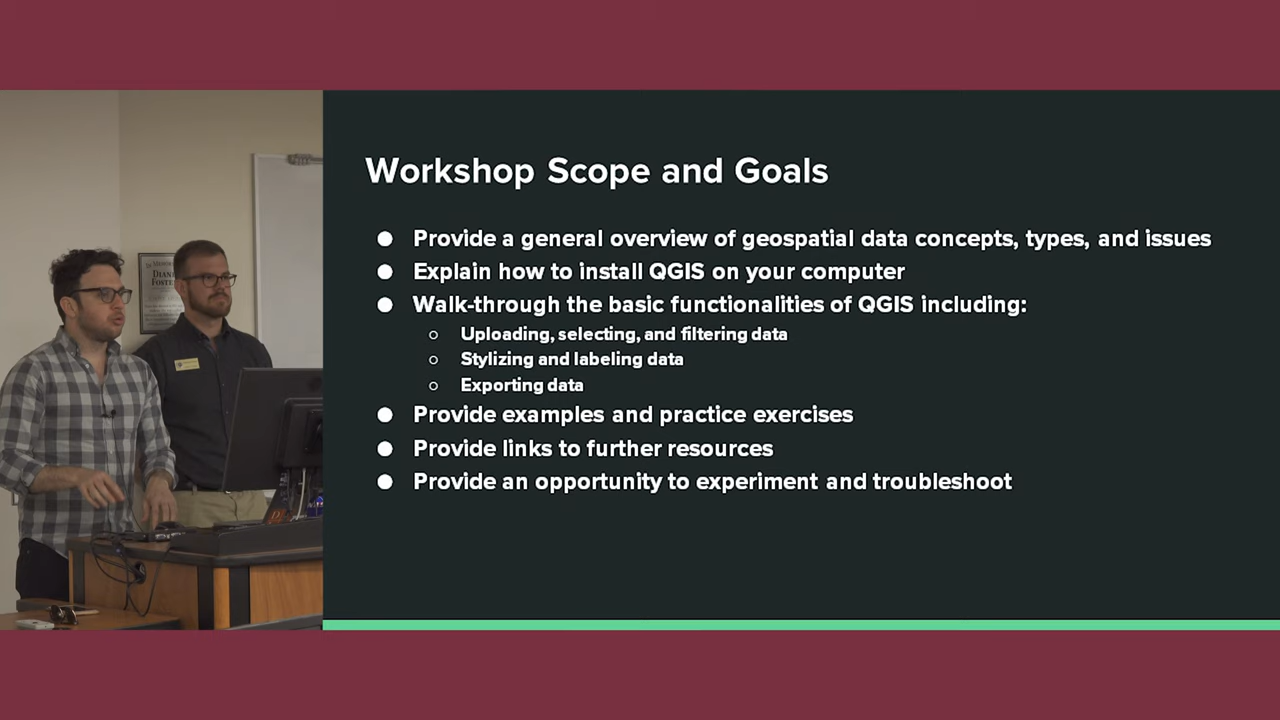 Workshop Scope and Goals
● Provide a general overview of geospatial data concepts, types, and issues
● Explain how to install QGIS on your computer
● Walk-through the basic functionalities of QGIS including:
○ Uploading, selecting, and filtering data
○ Stylizing and labeling data
○ Exporting data
● Provide examples and practice exercises
● Provide links to further resources
● Provide an opportunity to experiment and troubleshoot